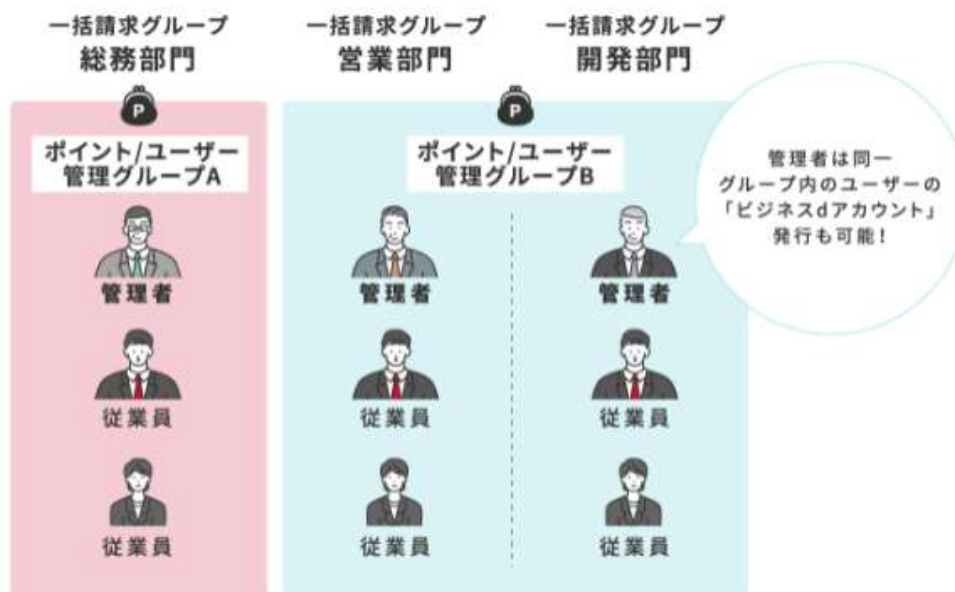 一括請求グループ
総務部門
一括請求グループ
営業部門
一括請求グループ
開発部門
P
ポイント/ユーザー
管理グループA
P
ポイント/ユーザー
管理グループB
管理者は同一
グループ内のユーザーの
「ビジネスdアカウント」
発行も可能！
管理者
管理者
管理者
従業員
従業員
従業員
従業員
従業員
従業員